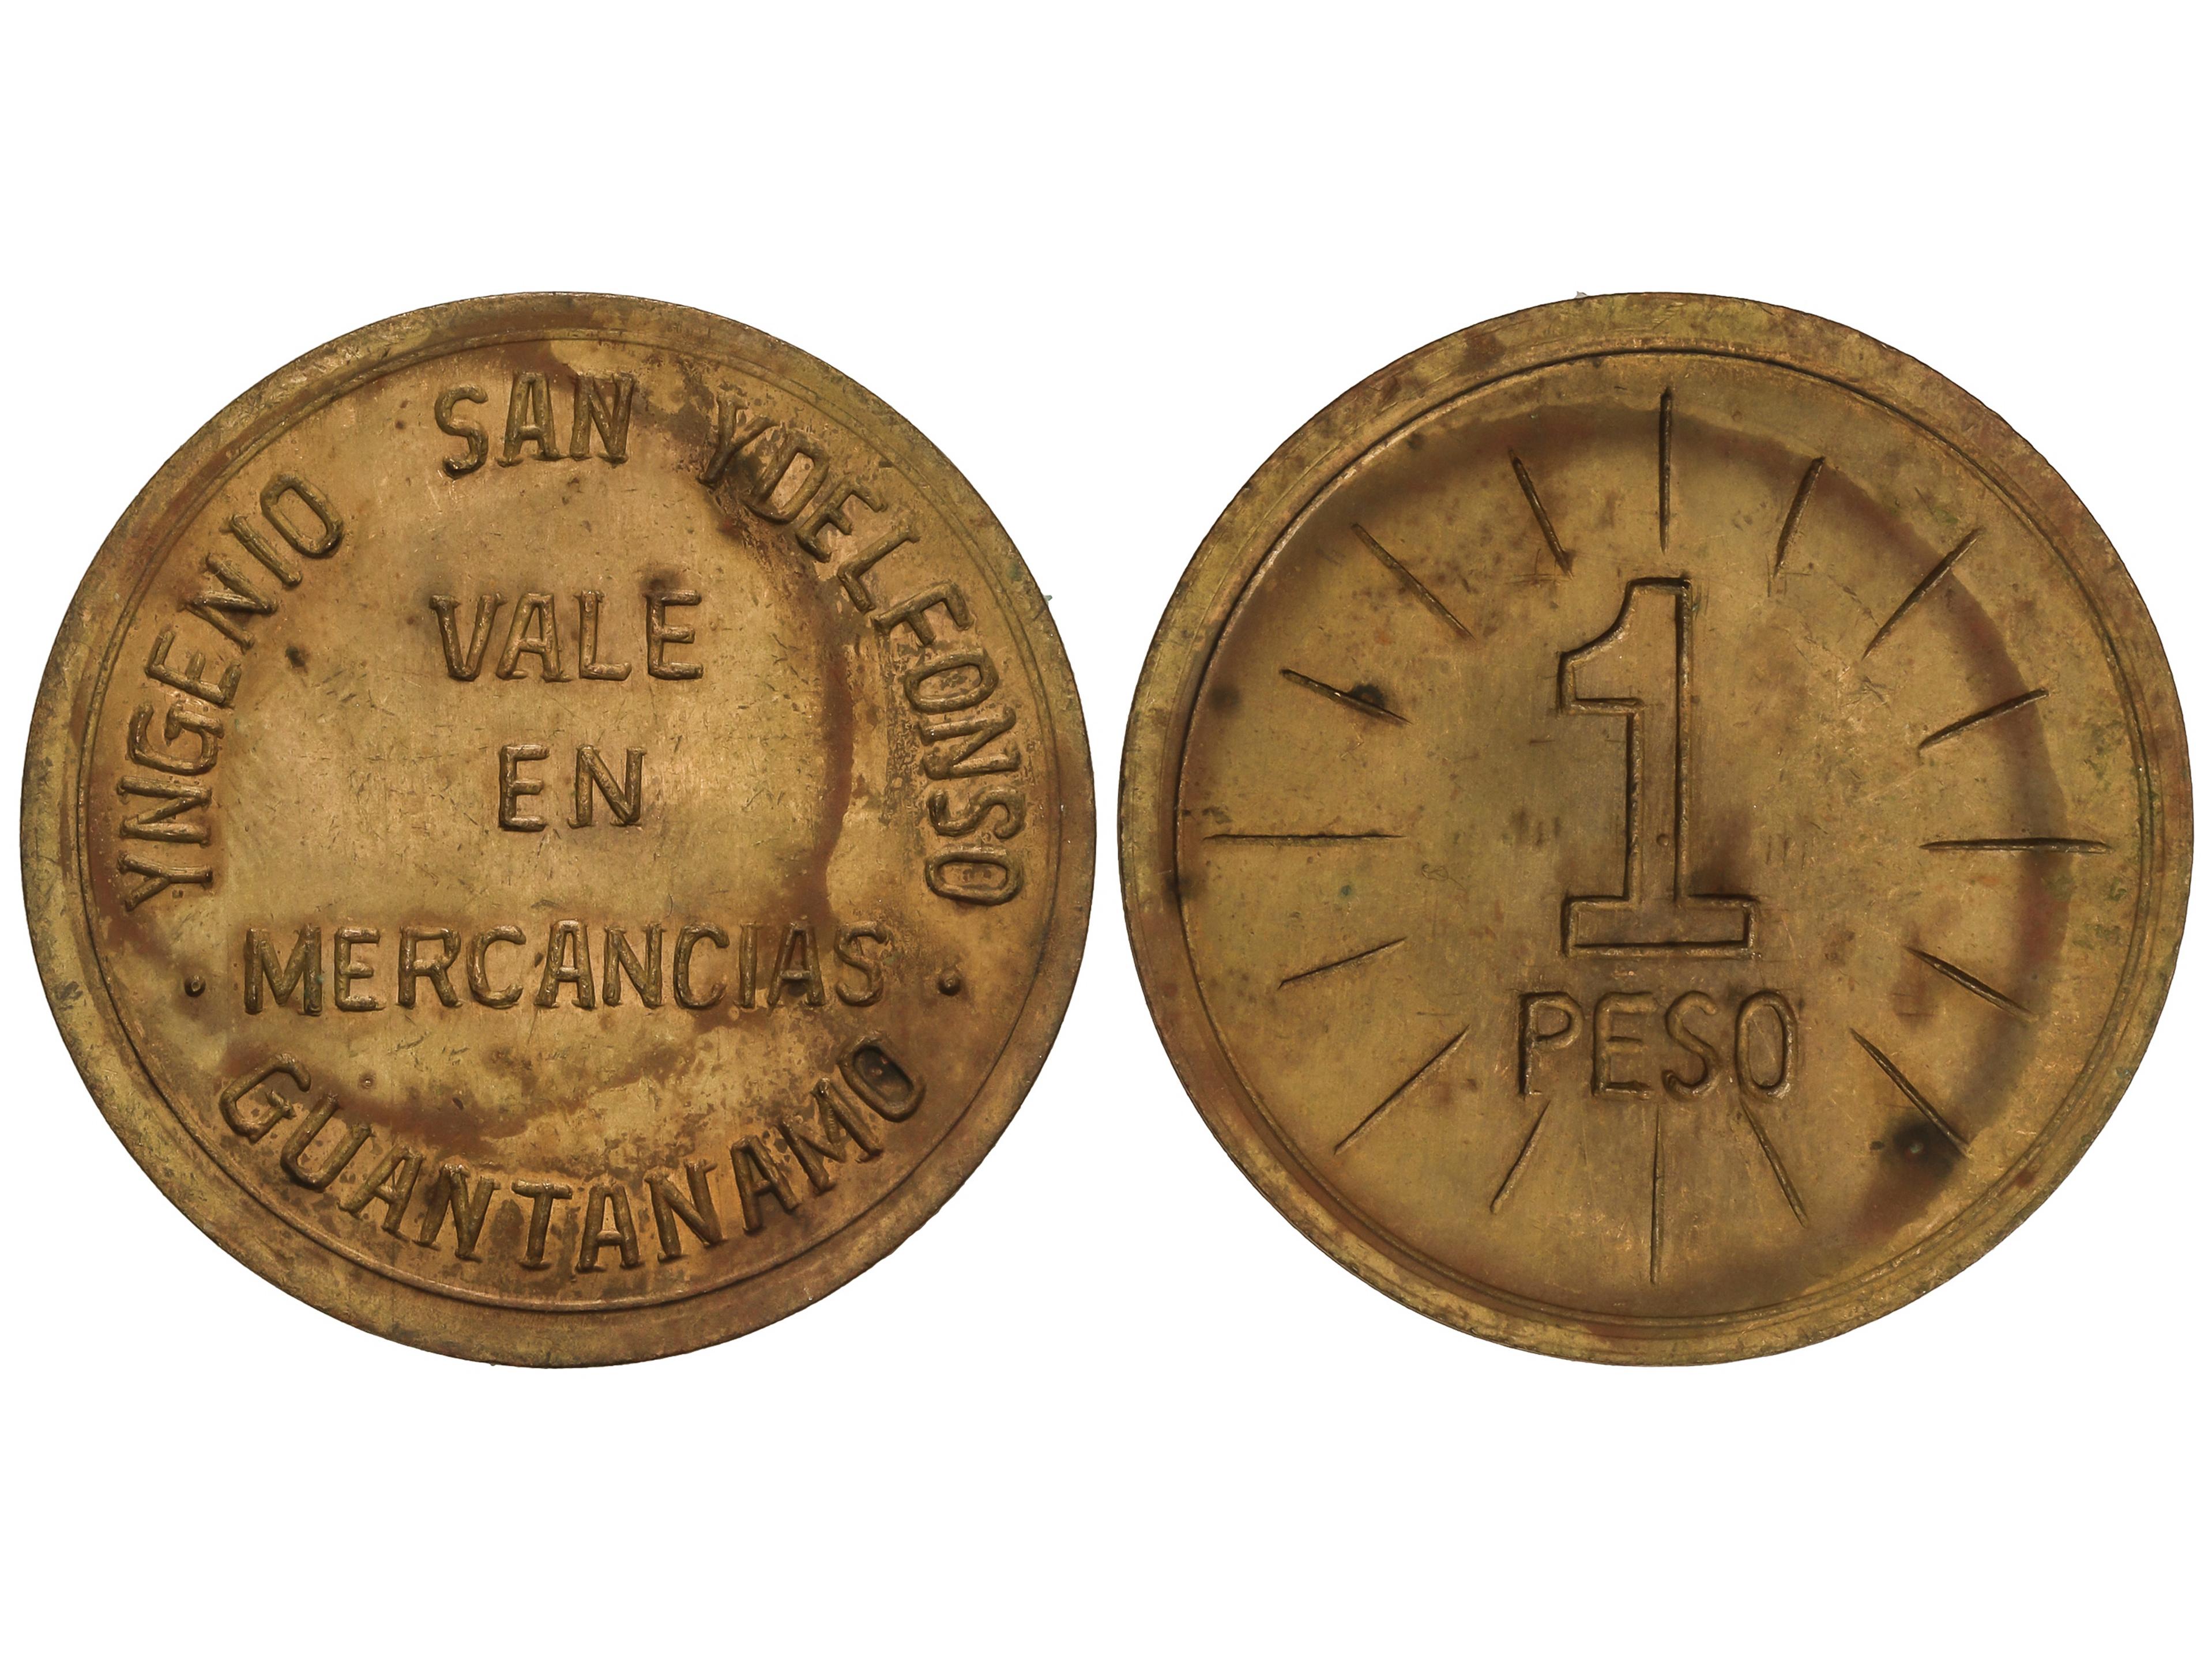 YNGENIO SAN YDELFONSO
VALE
EN
MERCANCIAS
GUANTANAMO
1
PESO